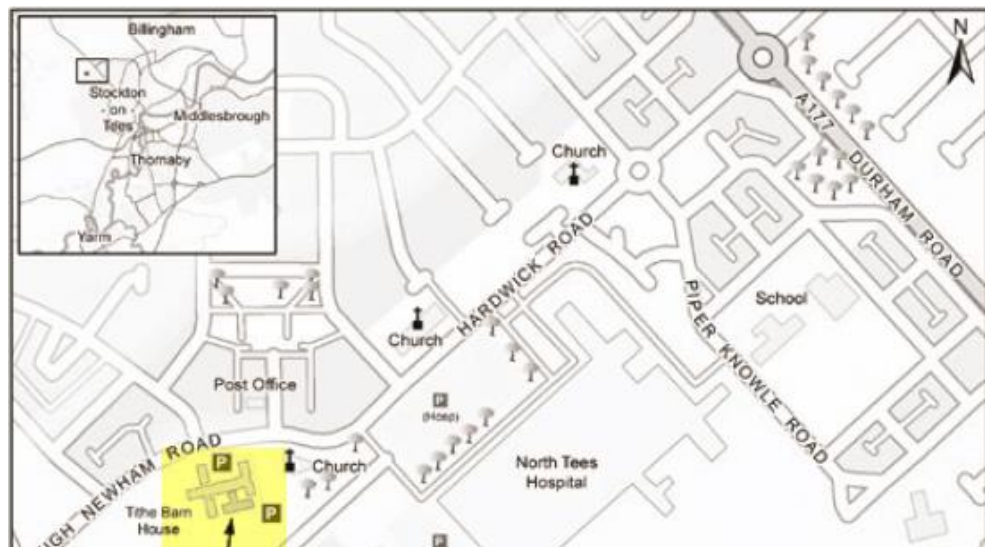 Billingham
Stockton
- on -
Tees
Middlesbrough
Thornaby
Yarm
N
A177
DURHAM ROAD
Church
HARDWICK ROAD
PIPER KNOWLE ROAD
School
Church
Post Office
P
(Hosp)
North Tees
Hospital
HIGH NEWHAM ROAD
P
Church
Tithe Barn
House
P
P